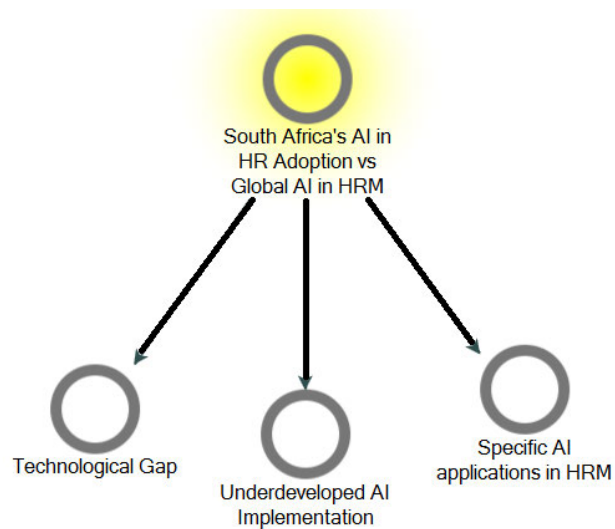 South Africa's AI in
HR Adoption vs
Global AI in HRM
Technological Gap
Underdeveloped AI
Implementation
Specific AI
applications in HRM